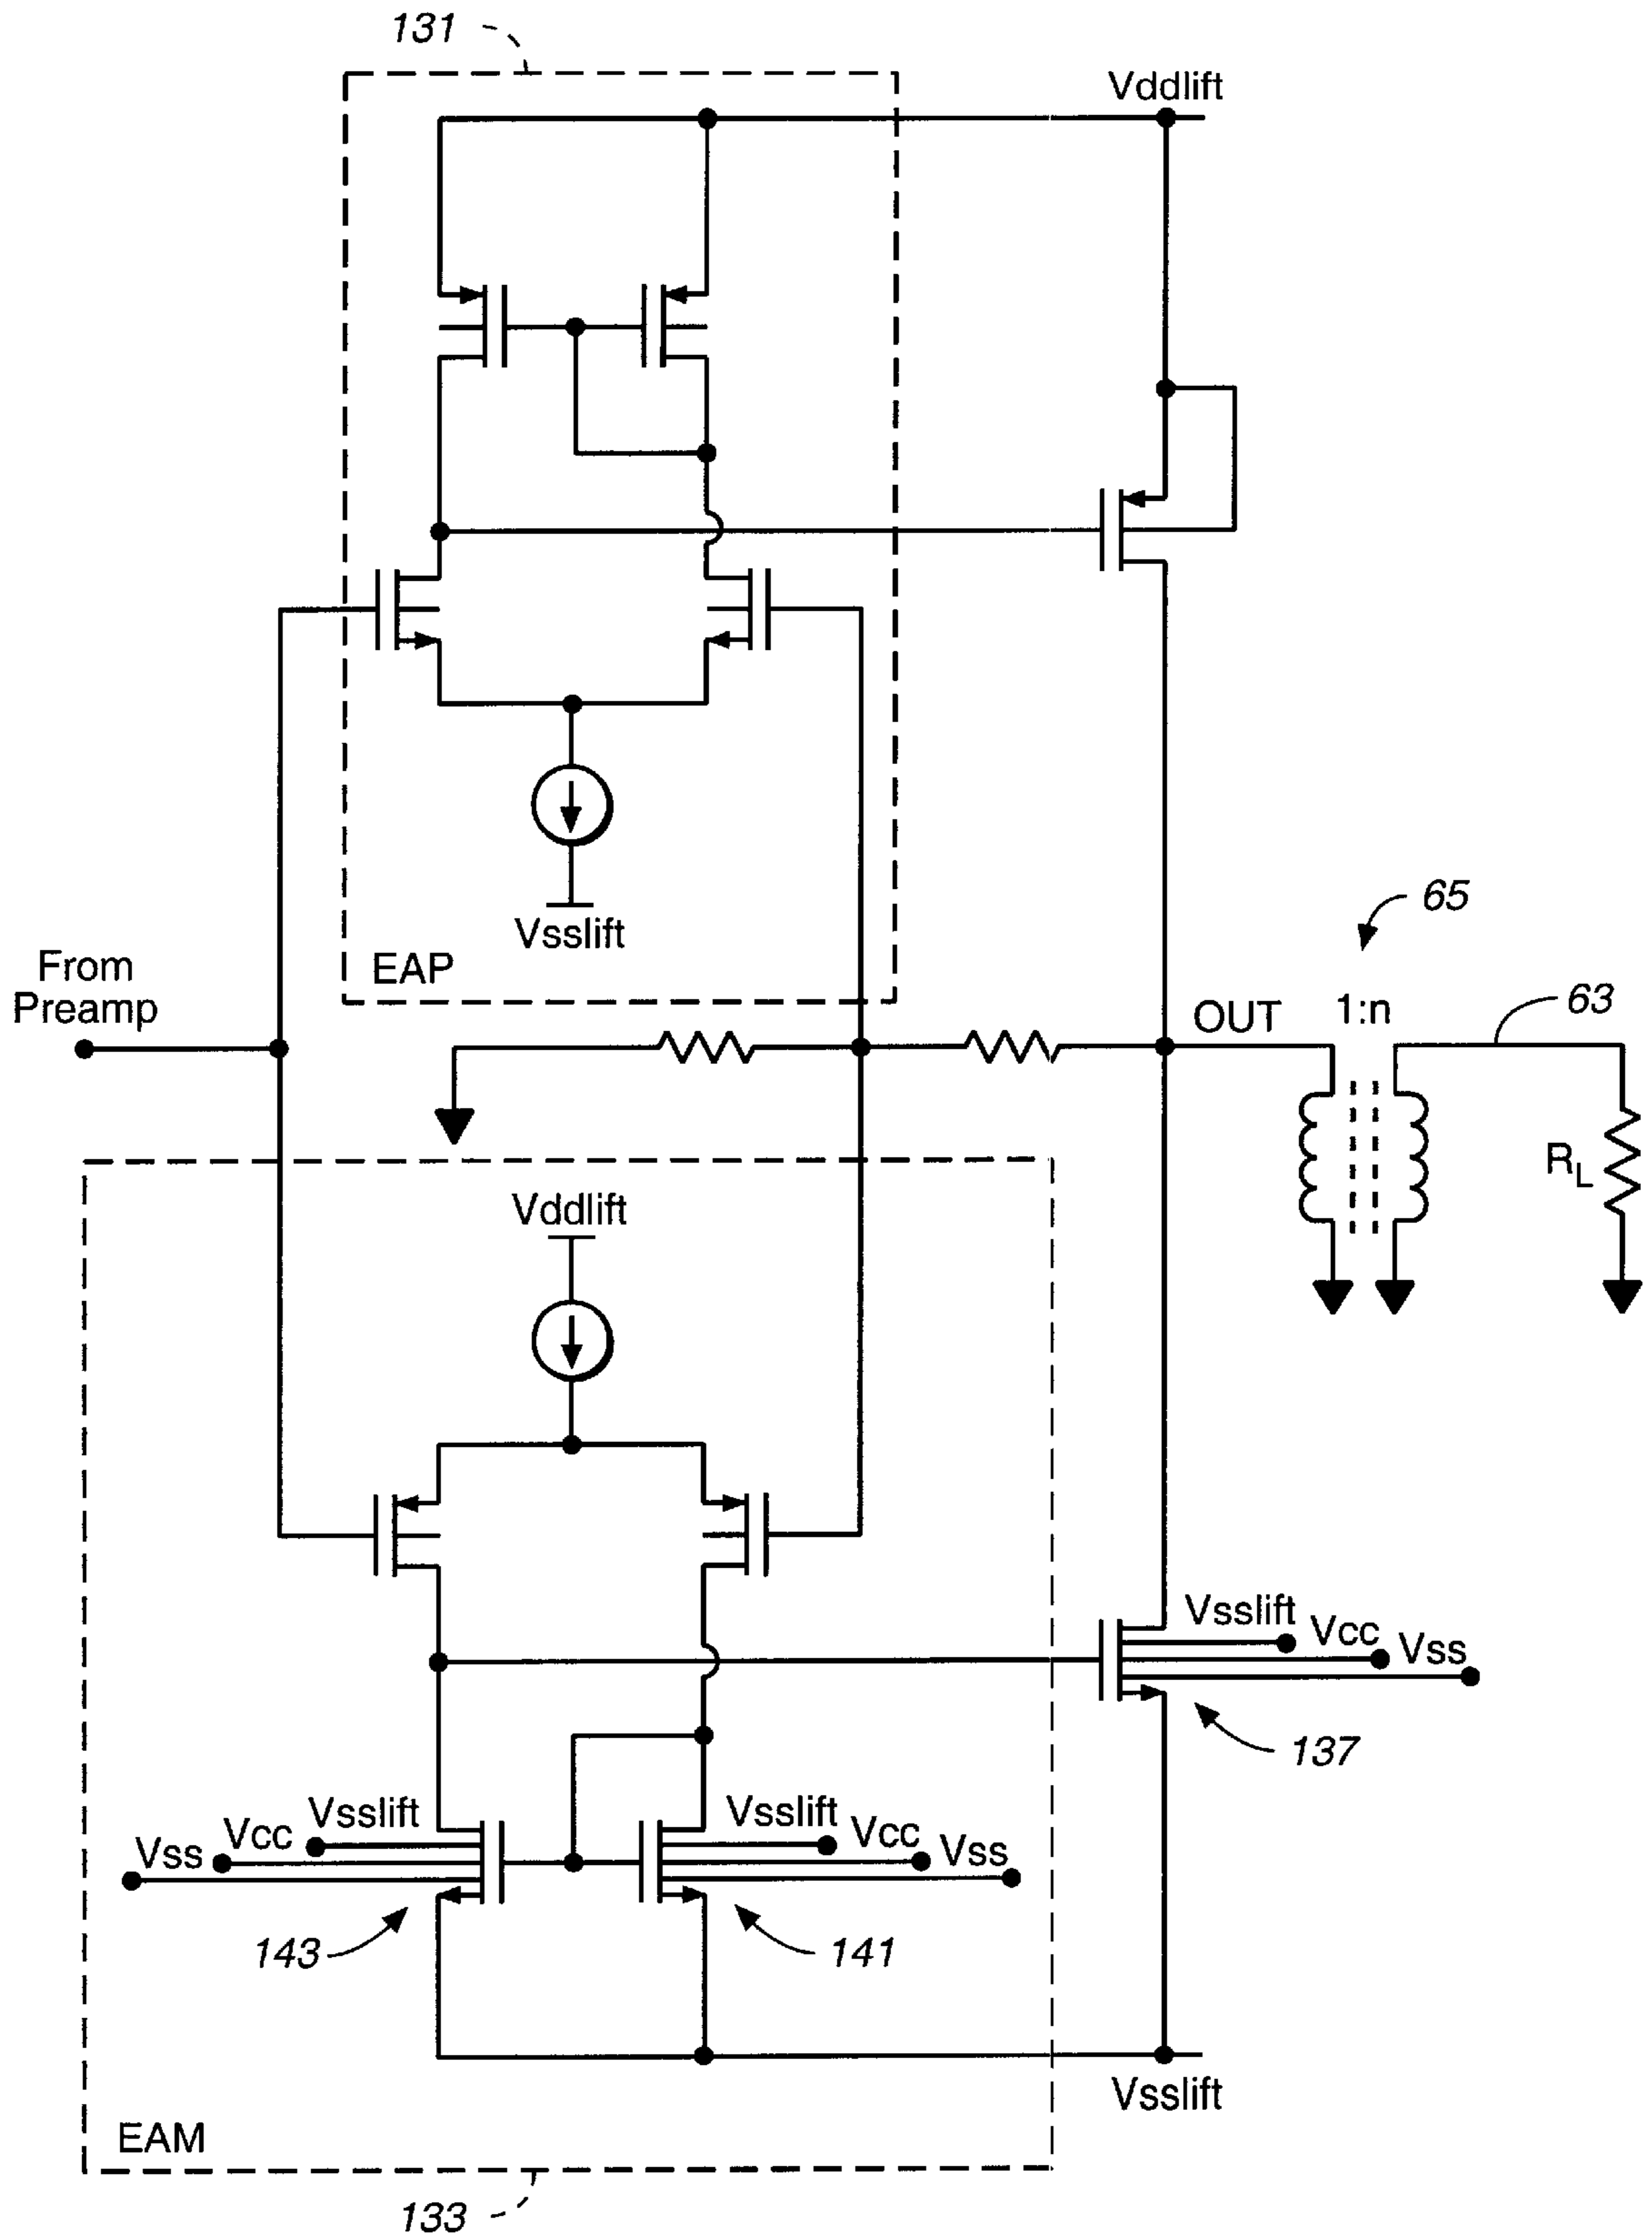 131
Vddlift
Vsslift
EAP
65
From
Preamp
OUT
1:n
63
RL
Vddlift
Vsslift
Vcc
Vss
137
Vss
Vcc
Vsslift
Vsslift
Vcc
Vss
143
141
Vsslift
EAM
133